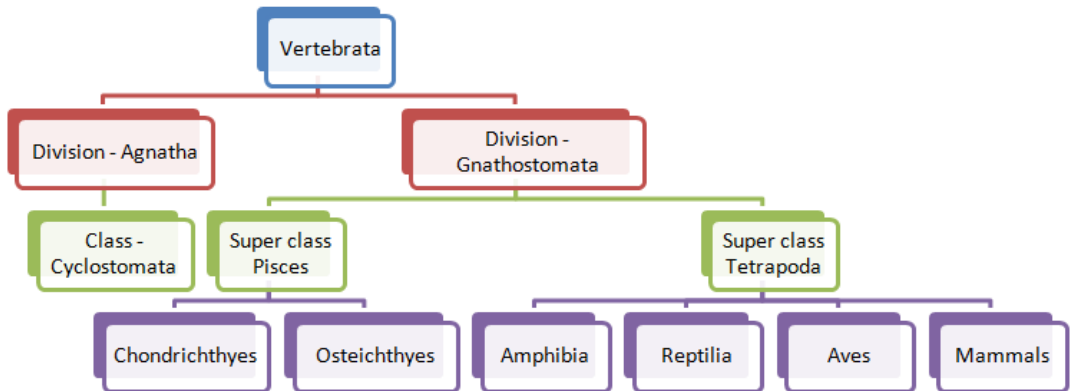 Vertebrata
Division - Agnatha
Division -
Gnathostomata
Class -
Cyclostomata
Super class
Pisces
Super class
Tetrapoda
Chondrichthyes
Osteichthyes
Amphibia
Reptilia
Aves
Mammals